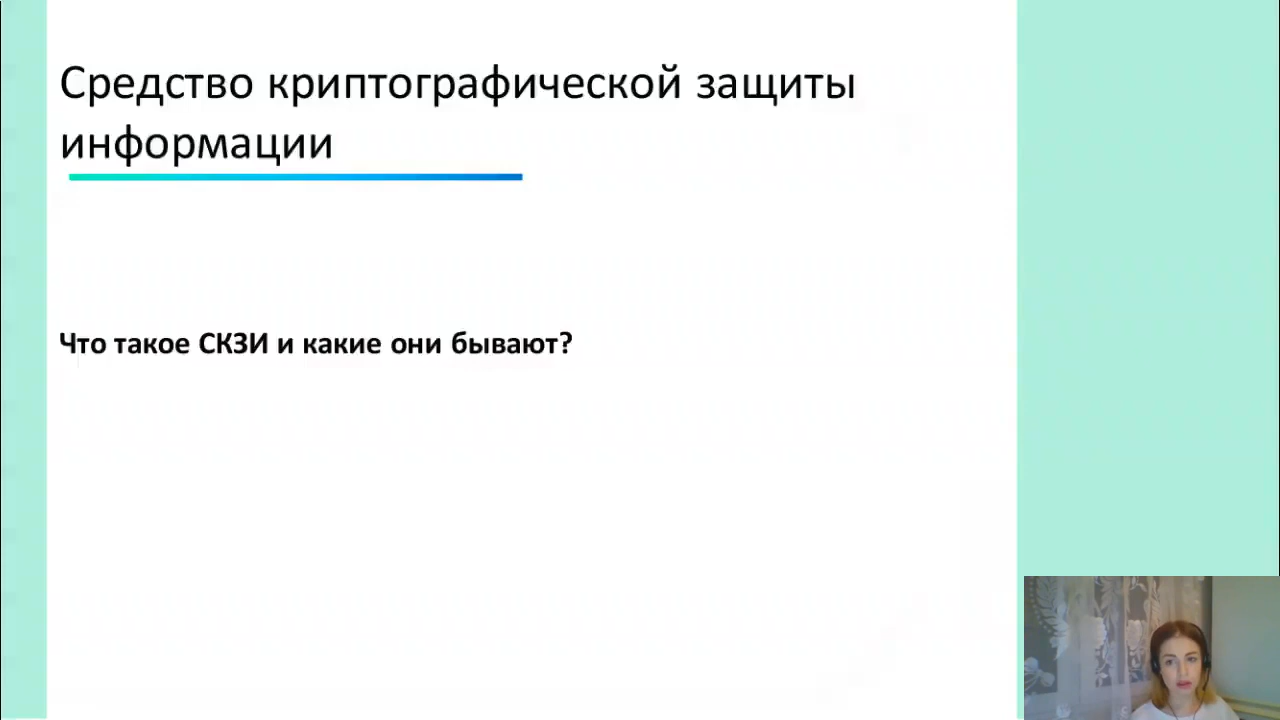 Средство криптографической защиты
информации
Что такое СКЗИ и какие они бывают?